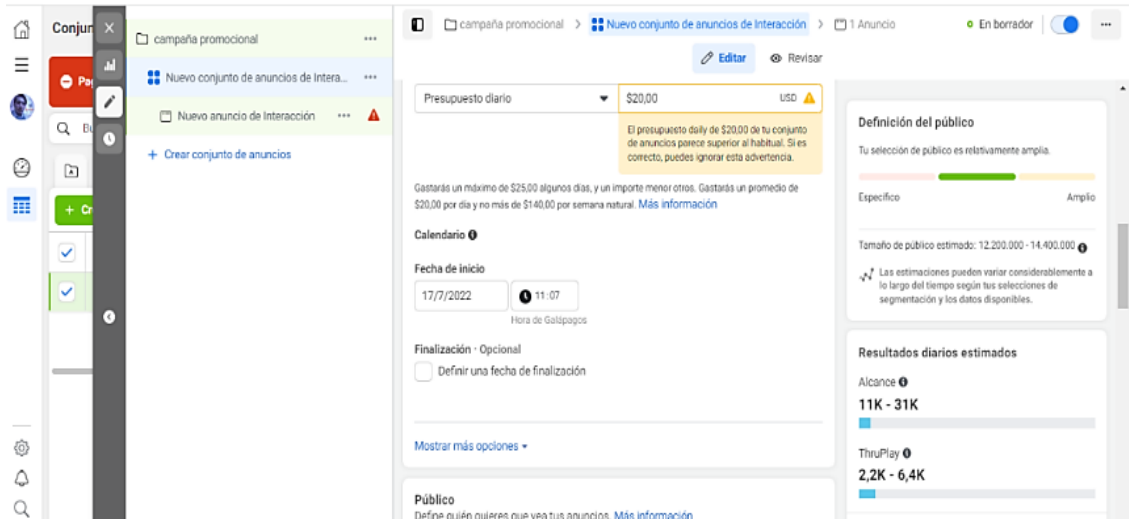 Conjun
campaña promocional
Nuevo conjunto de anuncios de Intera...
Nuevo anuncio de Interacción
+ Crear conjunto de anuncios
campaña promocional > Nuevo conjunto de anuncios de Interacción > 1 Anuncio
En borrador
Editar
Revisar
Presupuesto diario
$20,00 USD
El presupuesto daily de $20,00 de tu conjunto
de anuncios parece superior al habitual. Si es
correcto, puedes ignorar esta advertencia.
Gastarás un máximo de $25,00 algunos días, y un importe menor otros. Gastarás un promedio de
$20,00 por día y no más de $140,00 por semana natural. Más información
Calendario
Fecha de inicio
17/7/2022
11:07
Hora de Galápagos
Finalización · Opcional
Definir una fecha de finalización
Mostrar más opciones
Público
Define quién quieres que vea tus anuncios. Más información
Definición del público
Tu selección de público es relativamente amplia.
Específico
Amplio
Tamaño de público estimado: 12.200.000 - 14.400.000
Las estimaciones pueden variar considerablemente a
lo largo del tiempo según tus selecciones de
segmentación y los datos disponibles.
Resultados diarios estimados
Alcance
11K - 31K
ThruPlay
2,2K - 6,4K